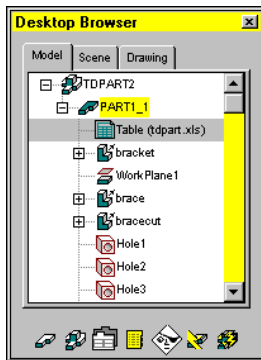 Desktop Browser
Model Scene Drawing
TDPART2
PART1_1
Table (tdpart.xls)
bracket
WorkPlane1
brace
bracecut
Hole1
Hole2
Hole3